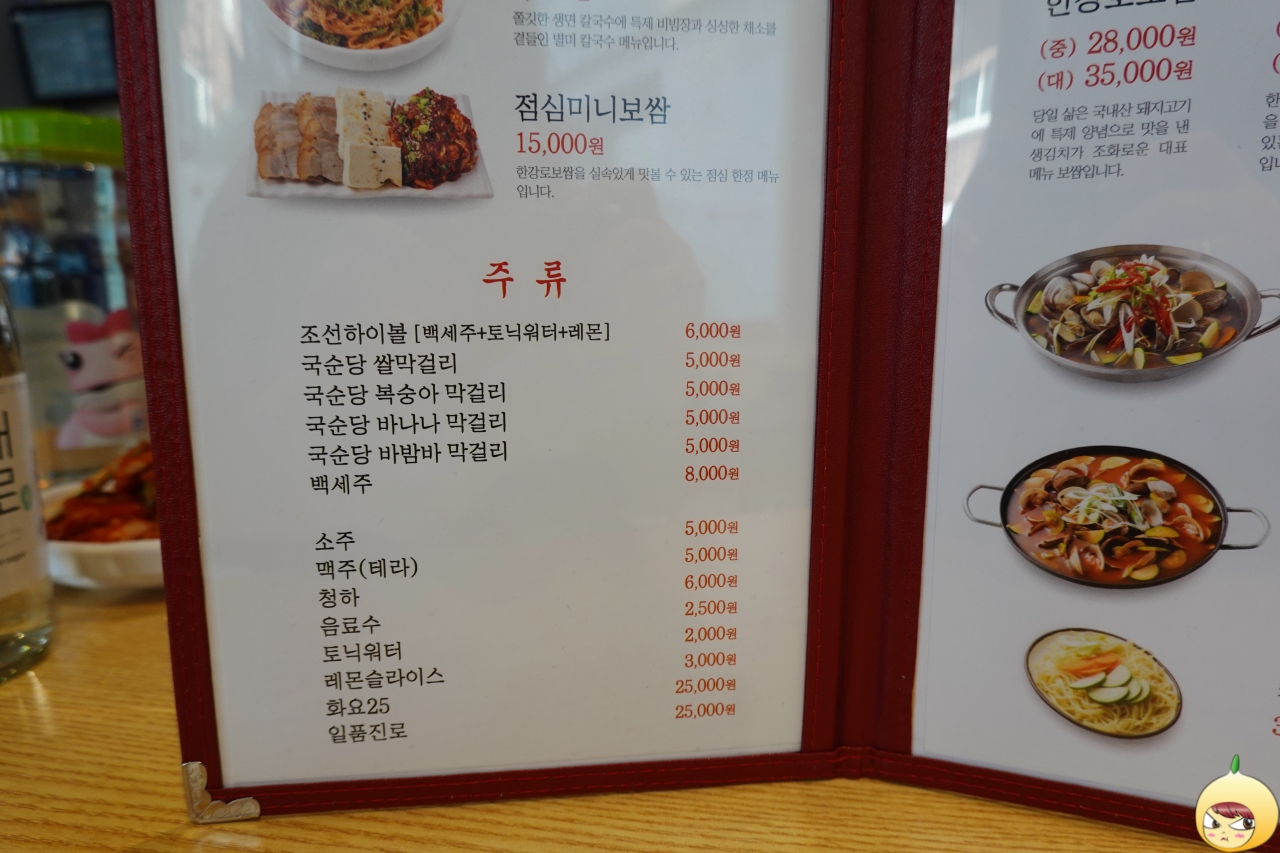 쫄깃한 생면 칼국수에 특제 비빔장과 싱싱한 채소를
곁들인 별미 칼국수 메뉴입니다.
점심미니보쌈
15,000원
한강로보쌈을 실속있게 맛볼 수 있는 점심 한정 메뉴
입니다.
주류
조선하이볼 [백세주+토닉워터+레몬] 6,000원
국순당 쌀막걸리 5,000원
국순당 복숭아 막걸리 5,000원
국순당 바나나 막걸리 5,000원
국순당 바밤바 막걸리 5,000원
백세주 8,000원
소주 5,000원
맥주(테라) 5,000원
청하 6,000원
음료수 2,500원
토닉워터 2,000원
레몬슬라이스 3,000원
화요25 25,000원
일품진로 25,000원
한강로보쌈
(중) 28,000원
(대) 35,000원
당일 삶은 국내산 돼지고기
에 특제 양념으로 맛을 낸
생김치가 조화로운 대표
메뉴 보쌈입니다.